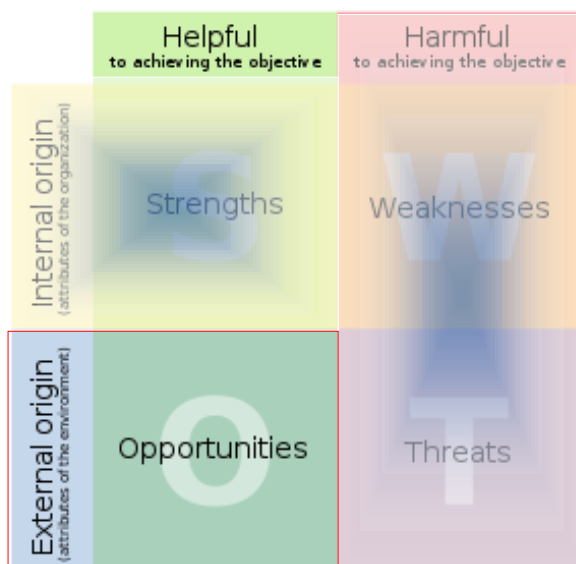 Helpful
to achieving the objective
Harmful
to achieving the objective
Internal origin
(attributes of the organization)
S
Strengths
W
Weaknesses
External origin
(attributes of the environment)
O
Opportunities
T
Threats